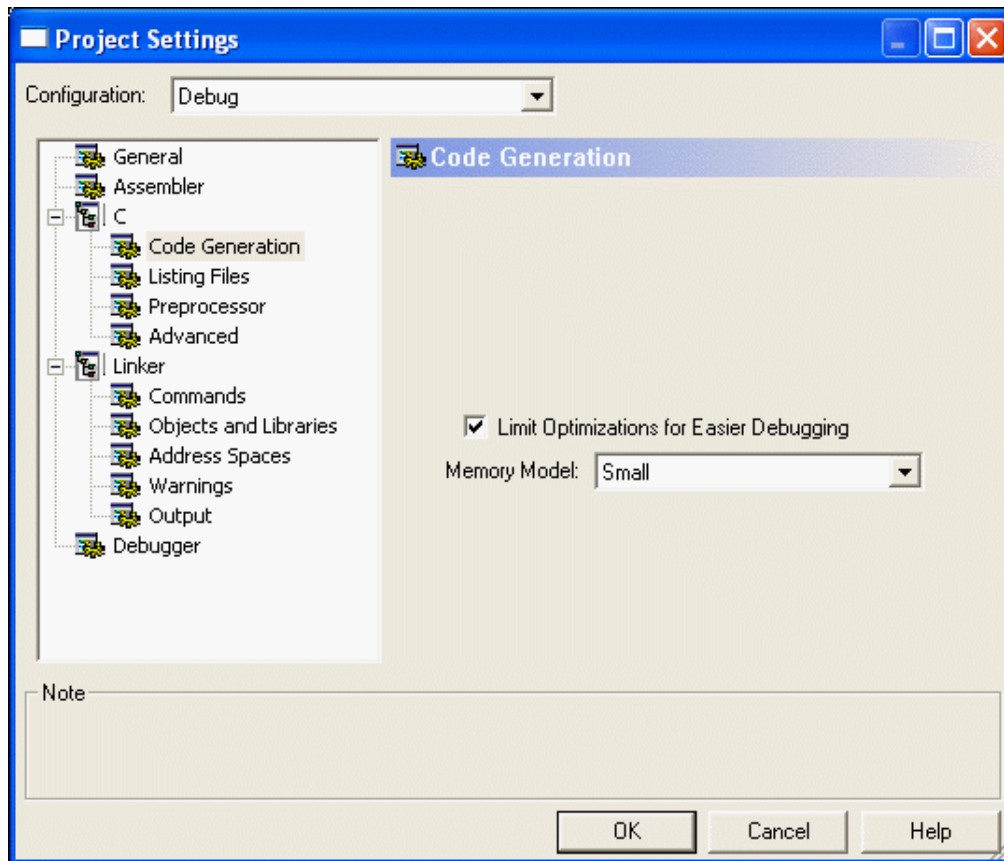 Project Settings
Configuration: Debug
General
Assembler
C
Code Generation
Listing Files
Preprocessor
Advanced
Linker
Commands
Objects and Libraries
Address Spaces
Warnings
Output
Debugger
Code Generation
Limit Optimizations for Easier Debugging
Memory Model: Small
Note
OK Cancel Help